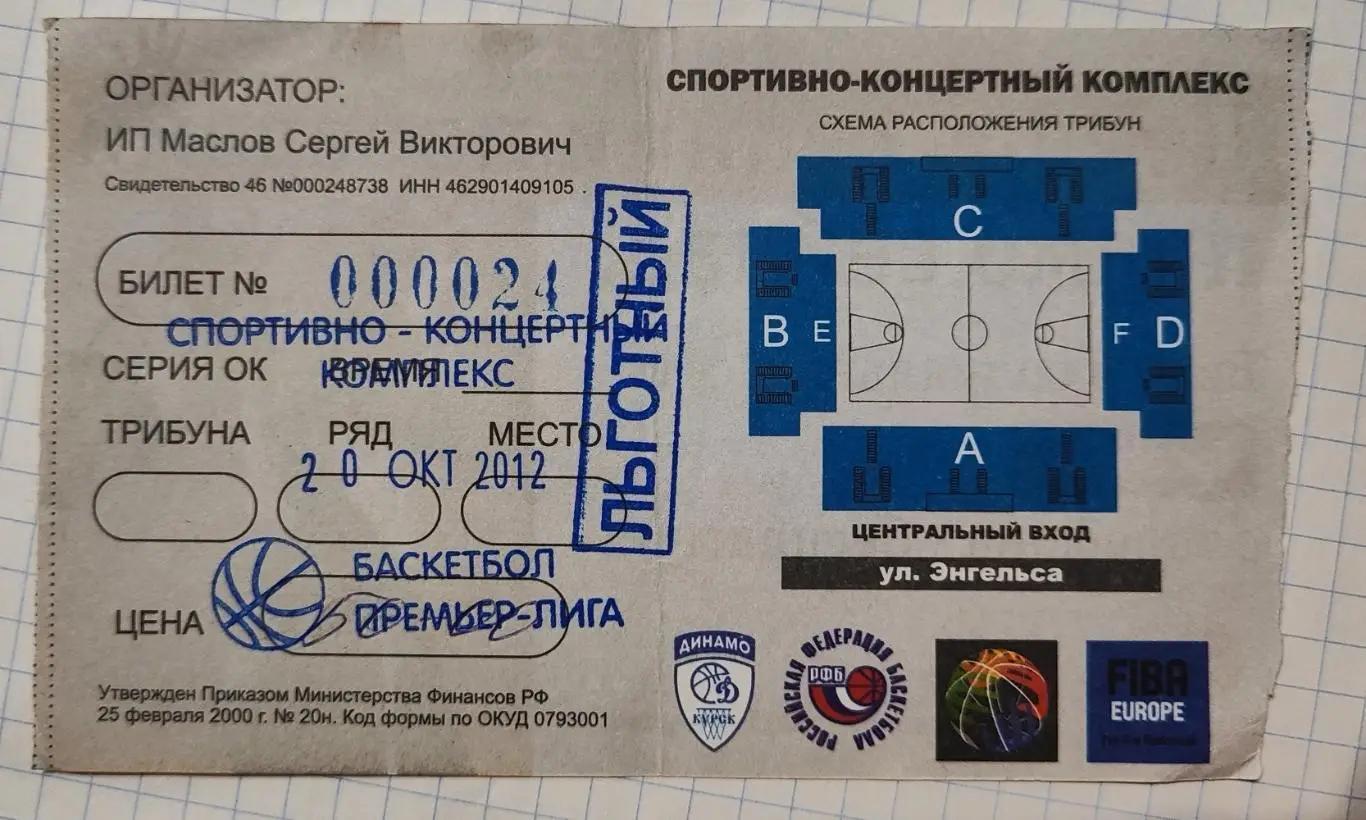 ОРГАНИЗАТОР:
ИП Маслов Сергей Викторович
Свидетельство 46 №000248738 ИНН 462901409105 .
БИЛЕТ № 000024
СПОРТИВНО - КОНЦЕРТНЫЙ
КОМПЛЕКС
СЕРИЯ ОК ВРЕМЯ
ТРИБУНА РЯД МЕСТО
20 ОКТ 2012
ЛЬГОТНЫЙ
БАСКЕТБОЛ
ПРЕМЬЕР-ЛИГА
ЦЕНА
Утвержден Приказом Министерства Финансов РФ
25 февраля 2000 г. № 20н. Код формы по ОКУД 0793001
СПОРТИВНО-КОНЦЕРТНЫЙ КОМПЛЕКС
СХЕМА РАСПОЛОЖЕНИЯ ТРИБУН
C
B E F D
A
ЦЕНТРАЛЬНЫЙ ВХОД
ул. Энгельса
ДИНАМО
Д
КУРСК
РОССИЙСКАЯ ФЕДЕРАЦИЯ БАСКЕТБОЛА
РФБ
FIBA
EUROPE